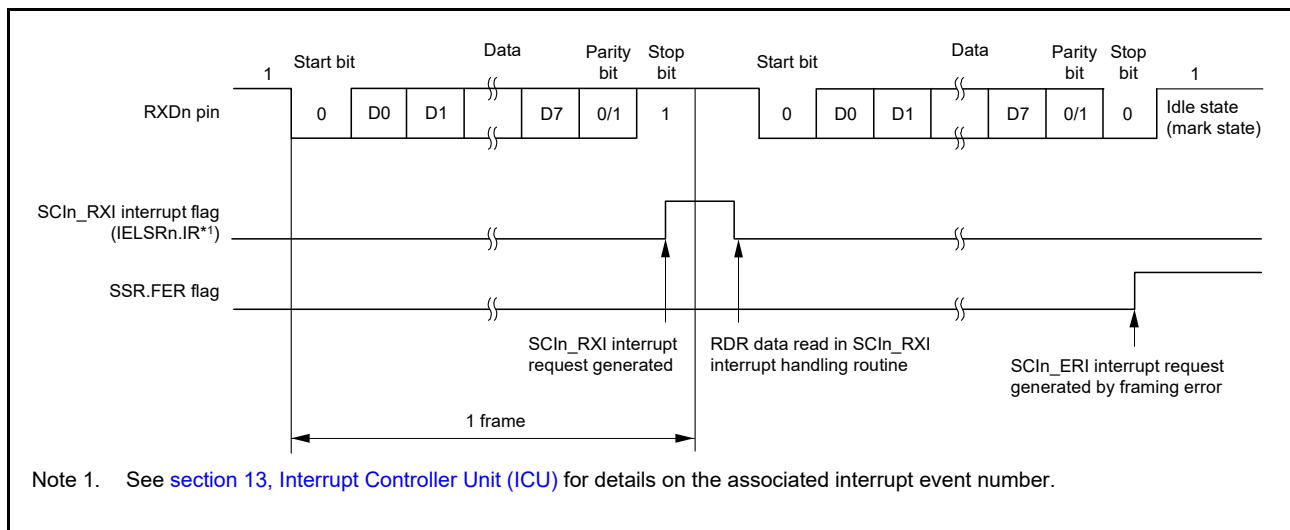 Data
Data
Start bit
Parity bit
Stop bit
Start bit
Parity bit
Stop bit
1
1
RXDn pin
0 D0 D1 D7 0/1 1
0 D0 D1 D7 0/1 0
Idle state
(mark state)
SCIn_RXI interrupt flag
(IELSRn.IR*1)
SSR.FER flag
SCIn_RXI interrupt
request generated
RDR data read in SCIn_RXI
interrupt handling routine
SCIn_ERI interrupt request
generated by framing error
1 frame
Note 1. See section 13, Interrupt Controller Unit (ICU) for details on the associated interrupt event number.